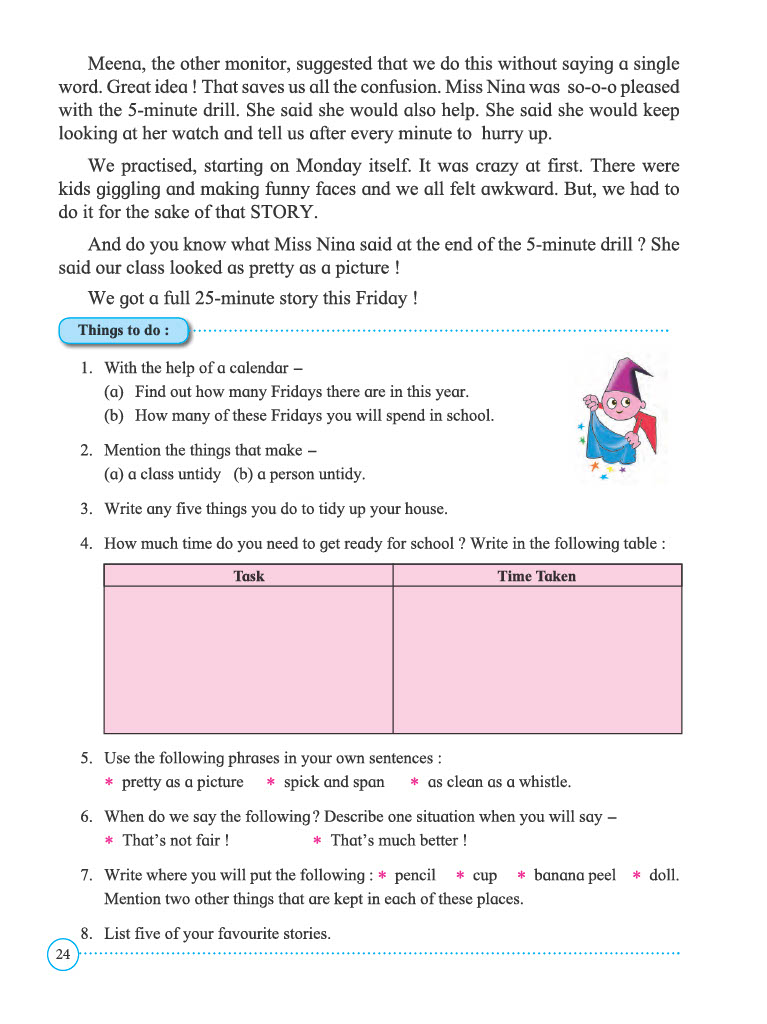 Meena, the other monitor, suggested that we do this without saying a single
word. Great idea ! That saves us all the confusion. Miss Nina was so-o-o pleased
with the 5-minute drill. She said she would also help. She said she would keep
looking at her watch and tell us after every minute to hurry up.
We practised, starting on Monday itself. It was crazy at first. There were
kids giggling and making funny faces and we all felt awkward. But, we had to
do it for the sake of that STORY.
And do you know what Miss Nina said at the end of the 5-minute drill ? She
said our class looked as pretty as a picture !
We got a full 25-minute story this Friday !
Things to do :
1. With the help of a calendar –
(a) Find out how many Fridays there are in this year.
(b) How many of these Fridays you will spend in school.
2. Mention the things that make –
(a) a class untidy (b) a person untidy.
3. Write any five things you do to tidy up your house.
4. How much time do you need to get ready for school ? Write in the following table :
Task Time Taken
5. Use the following phrases in your own sentences :
* pretty as a picture * spick and span * as clean as a whistle.
6. When do we say the following? Describe one situation when you will say –
* That's not fair ! * That's much better !
7. Write where you will put the following : * pencil * cup * banana peel * doll.
Mention two other things that are kept in each of these places.
8. List five of your favourite stories.
24